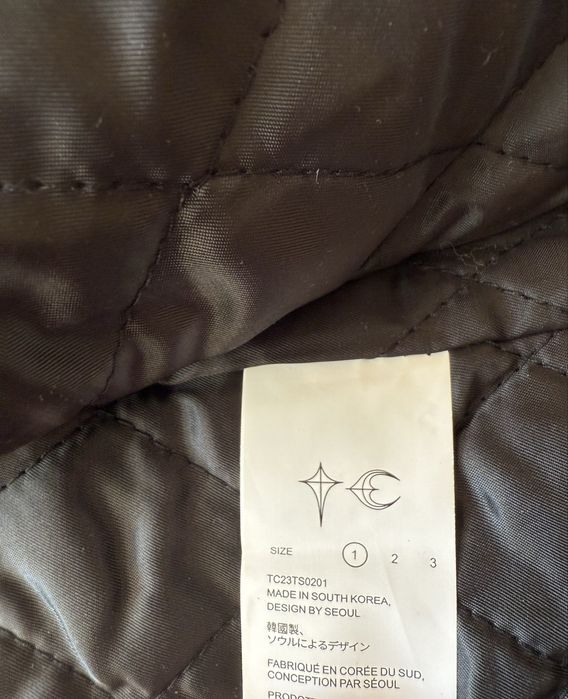 SIZE 1 2 3
TC23TS0201
MADE IN SOUTH KOREA,
DESIGN BY SEOUL
韓國製、
ソウルによるデザイン
FABRIQUÉ EN CORÉE DU SUD,
CONCEPTION PAR SÉOUL